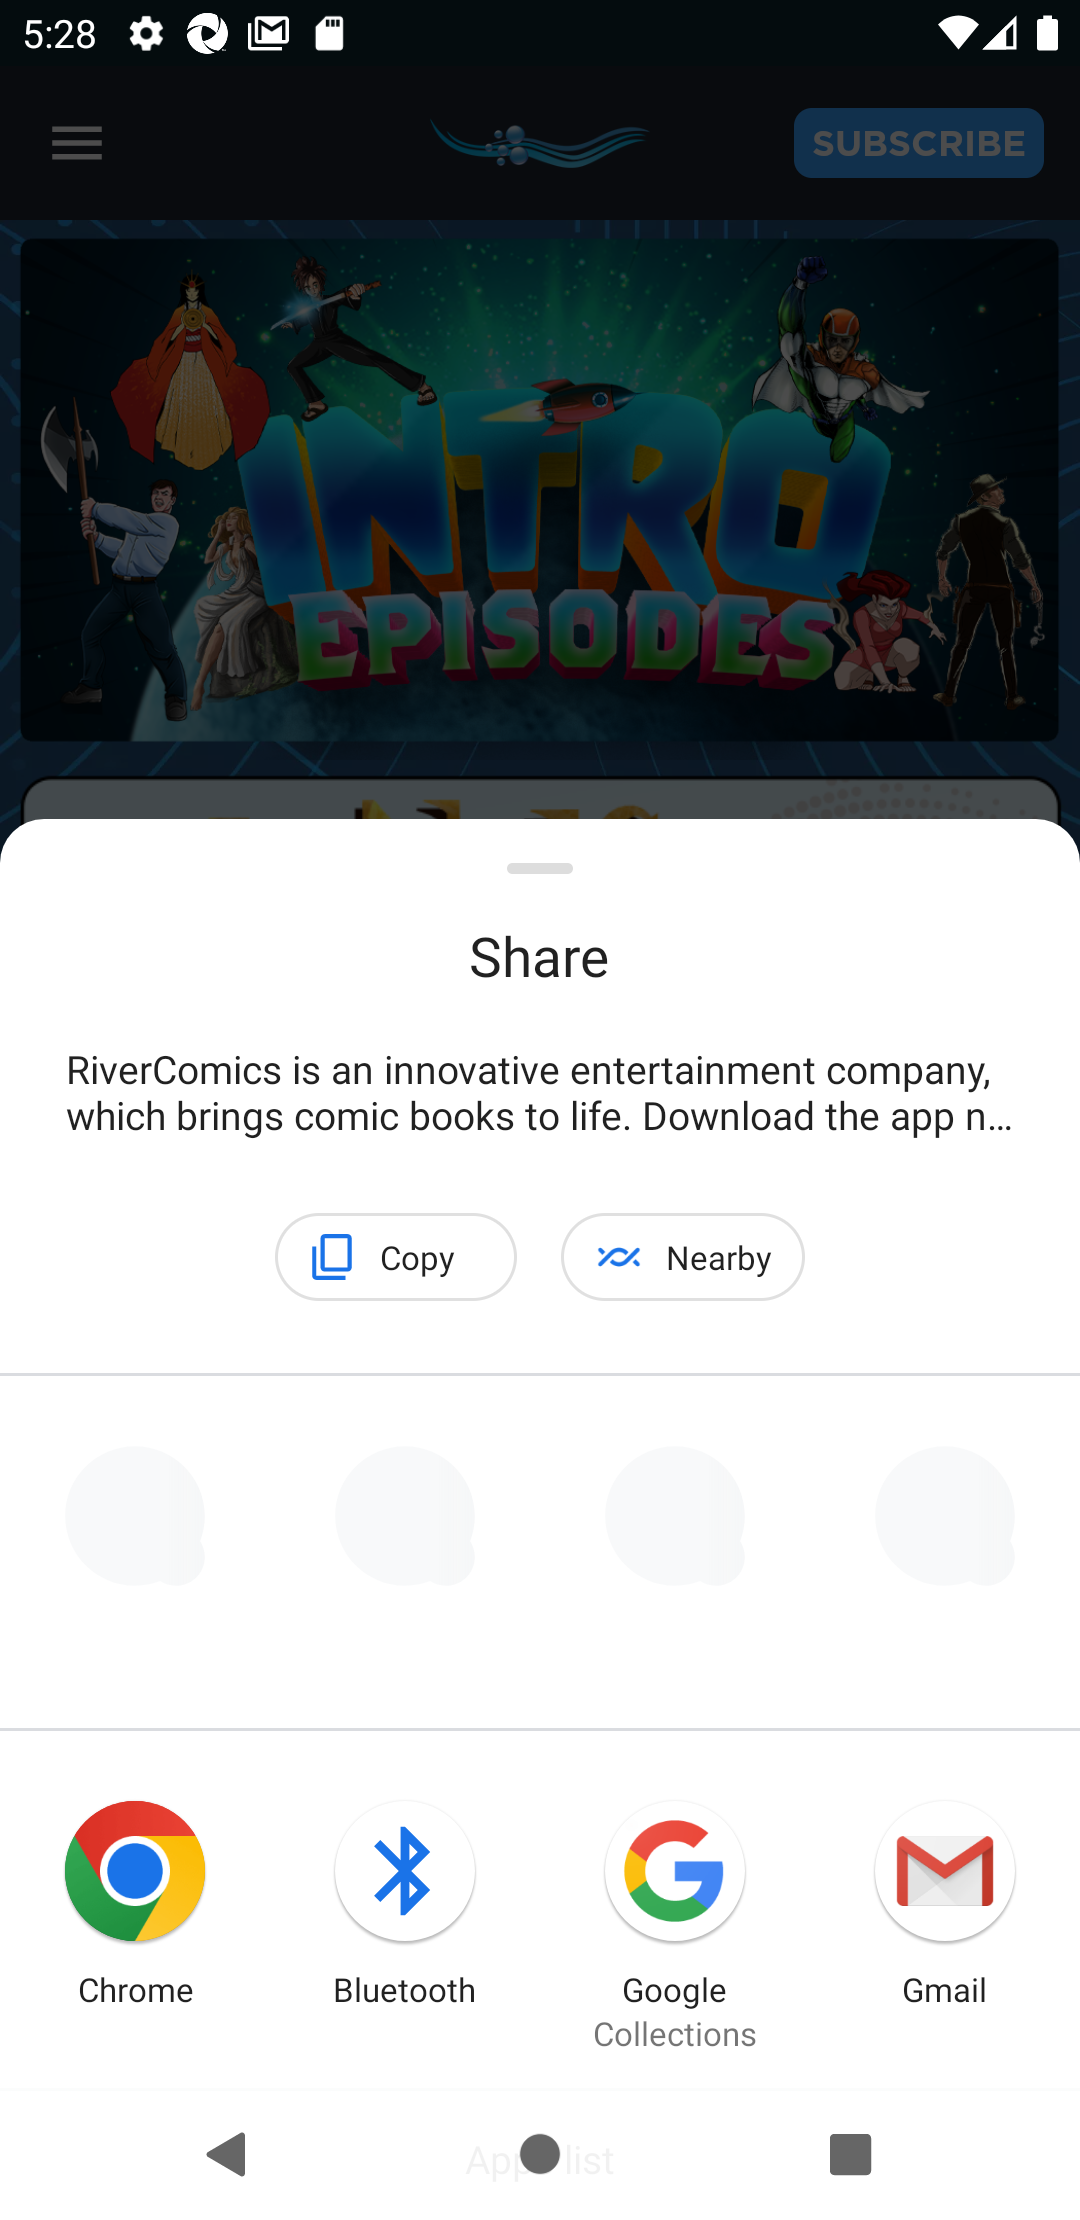 5:28
SUBSCRIBE
INTRO
EPISODES
Share
RiverComics is an innovative entertainment company,
which brings comic books to life. Download the app n…
Copy
Nearby
Chrome
Bluetooth
Google
Gmail
Collections
list